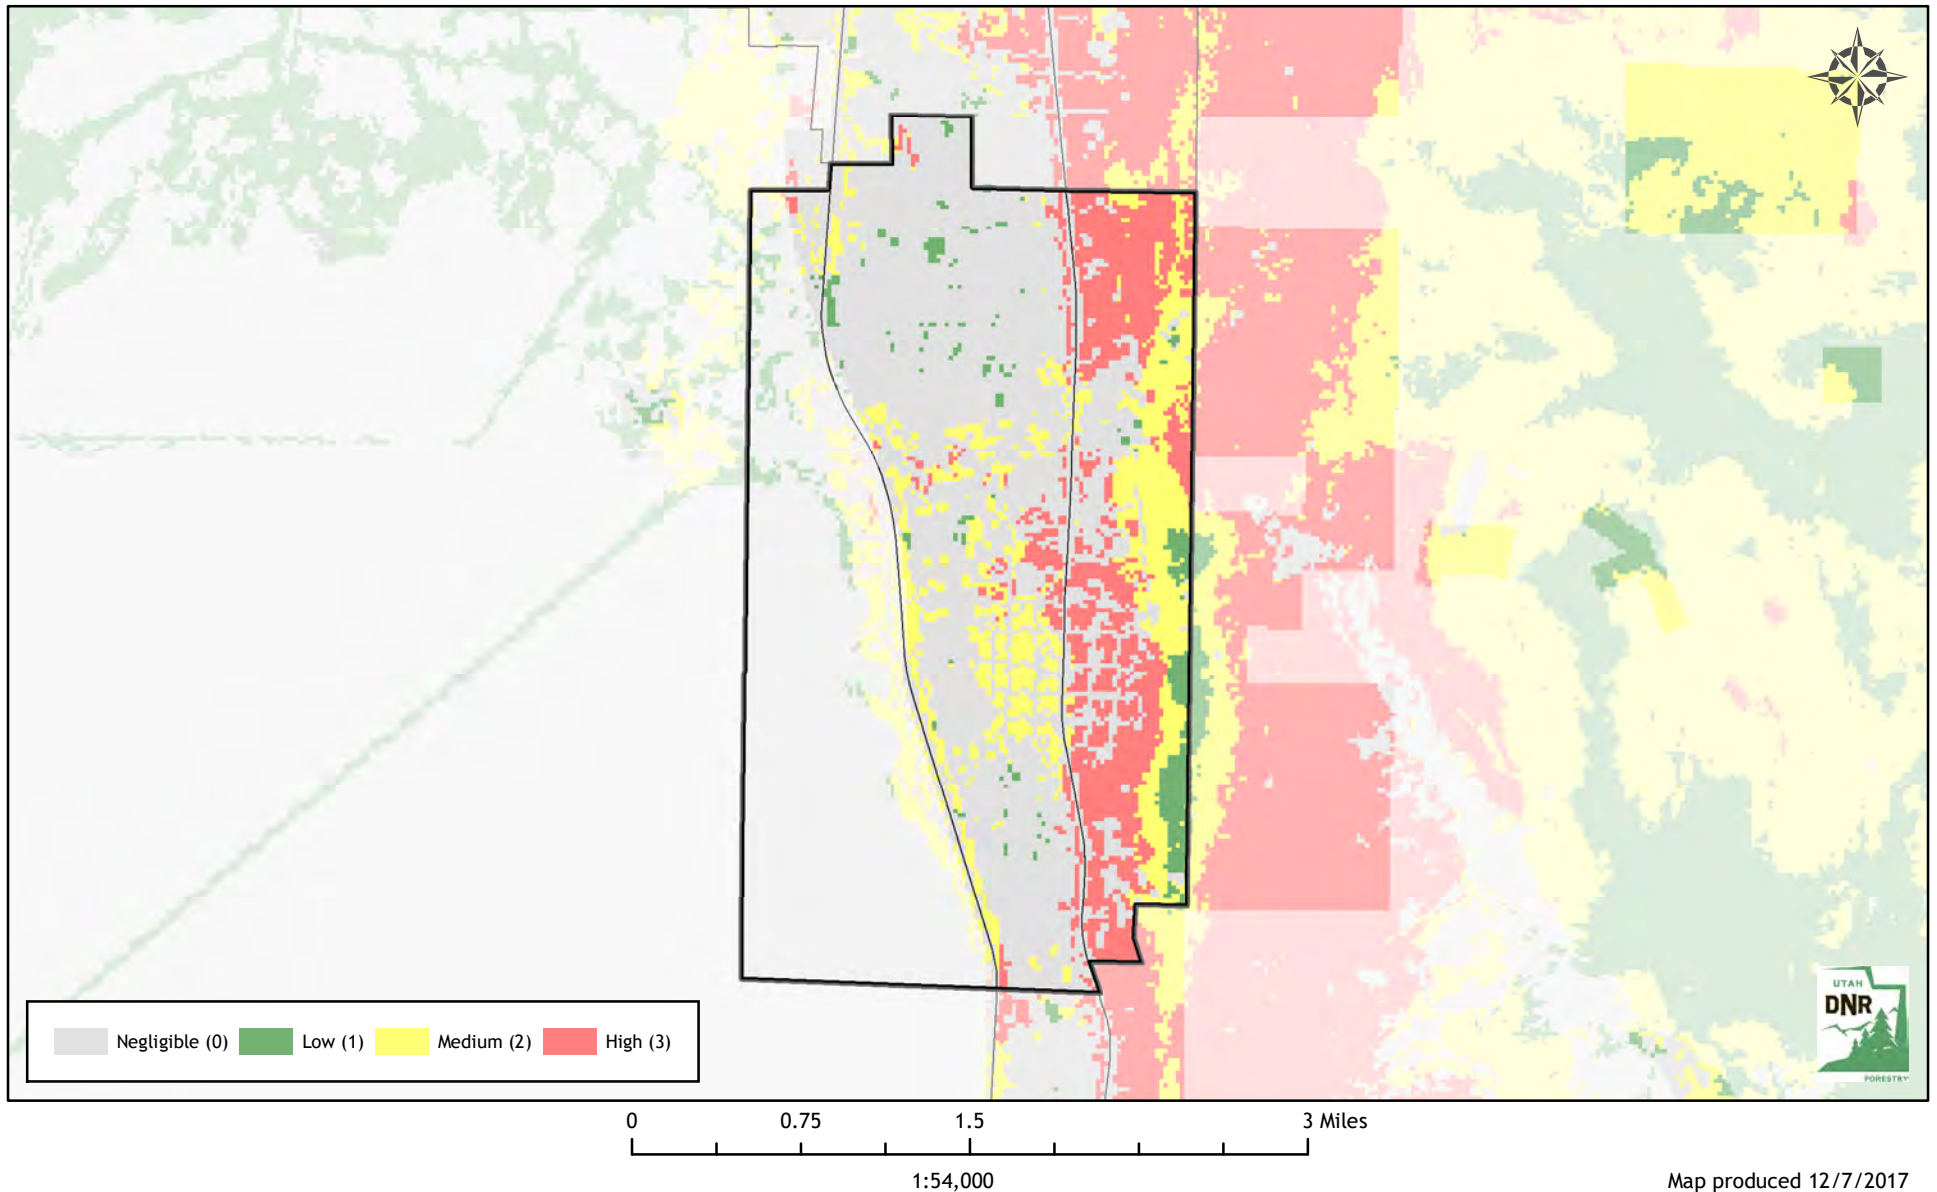 UTAH
DNR
FORESTRY
Negligible (0) Low (1) Medium (2) High (3)
0 0.75 1.5 3 Miles
1:54,000
Map produced 12/7/2017